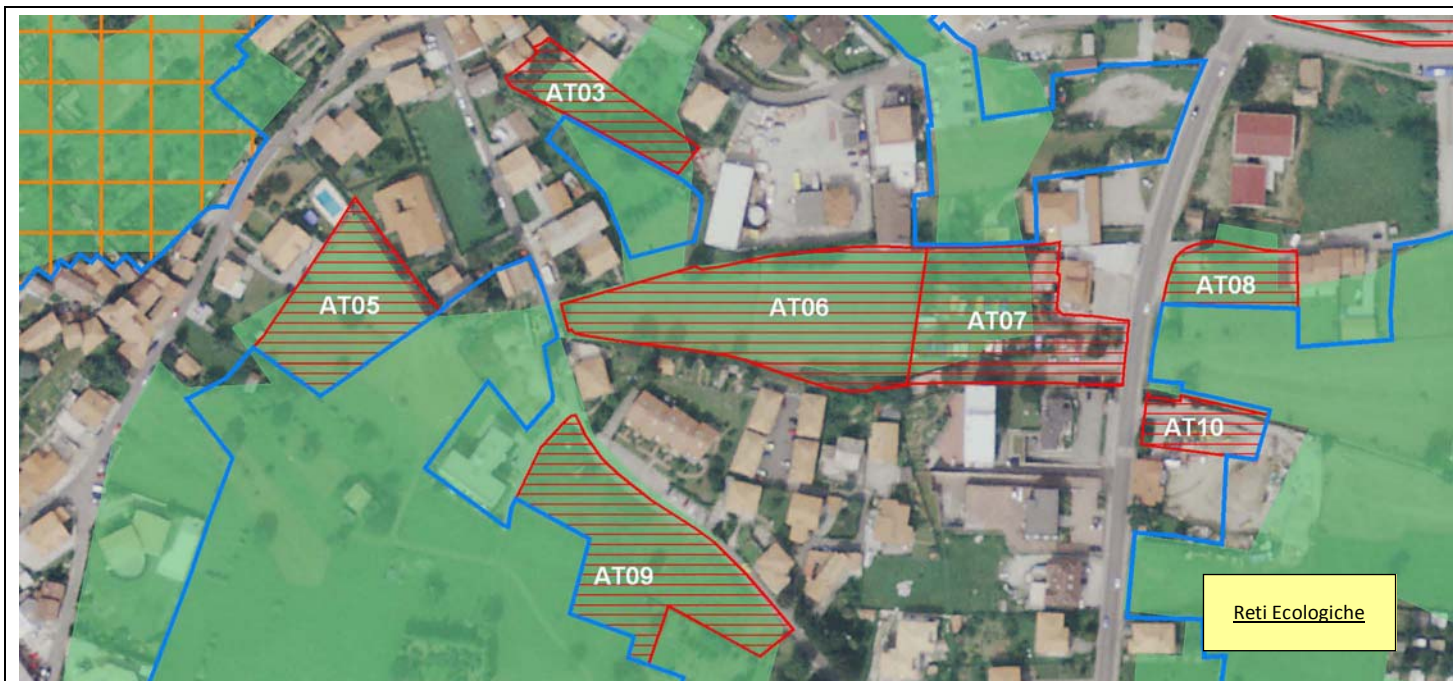 AT03
AT05
AT06
AT07
AT08
AT10
AT09
Reti Ecologiche